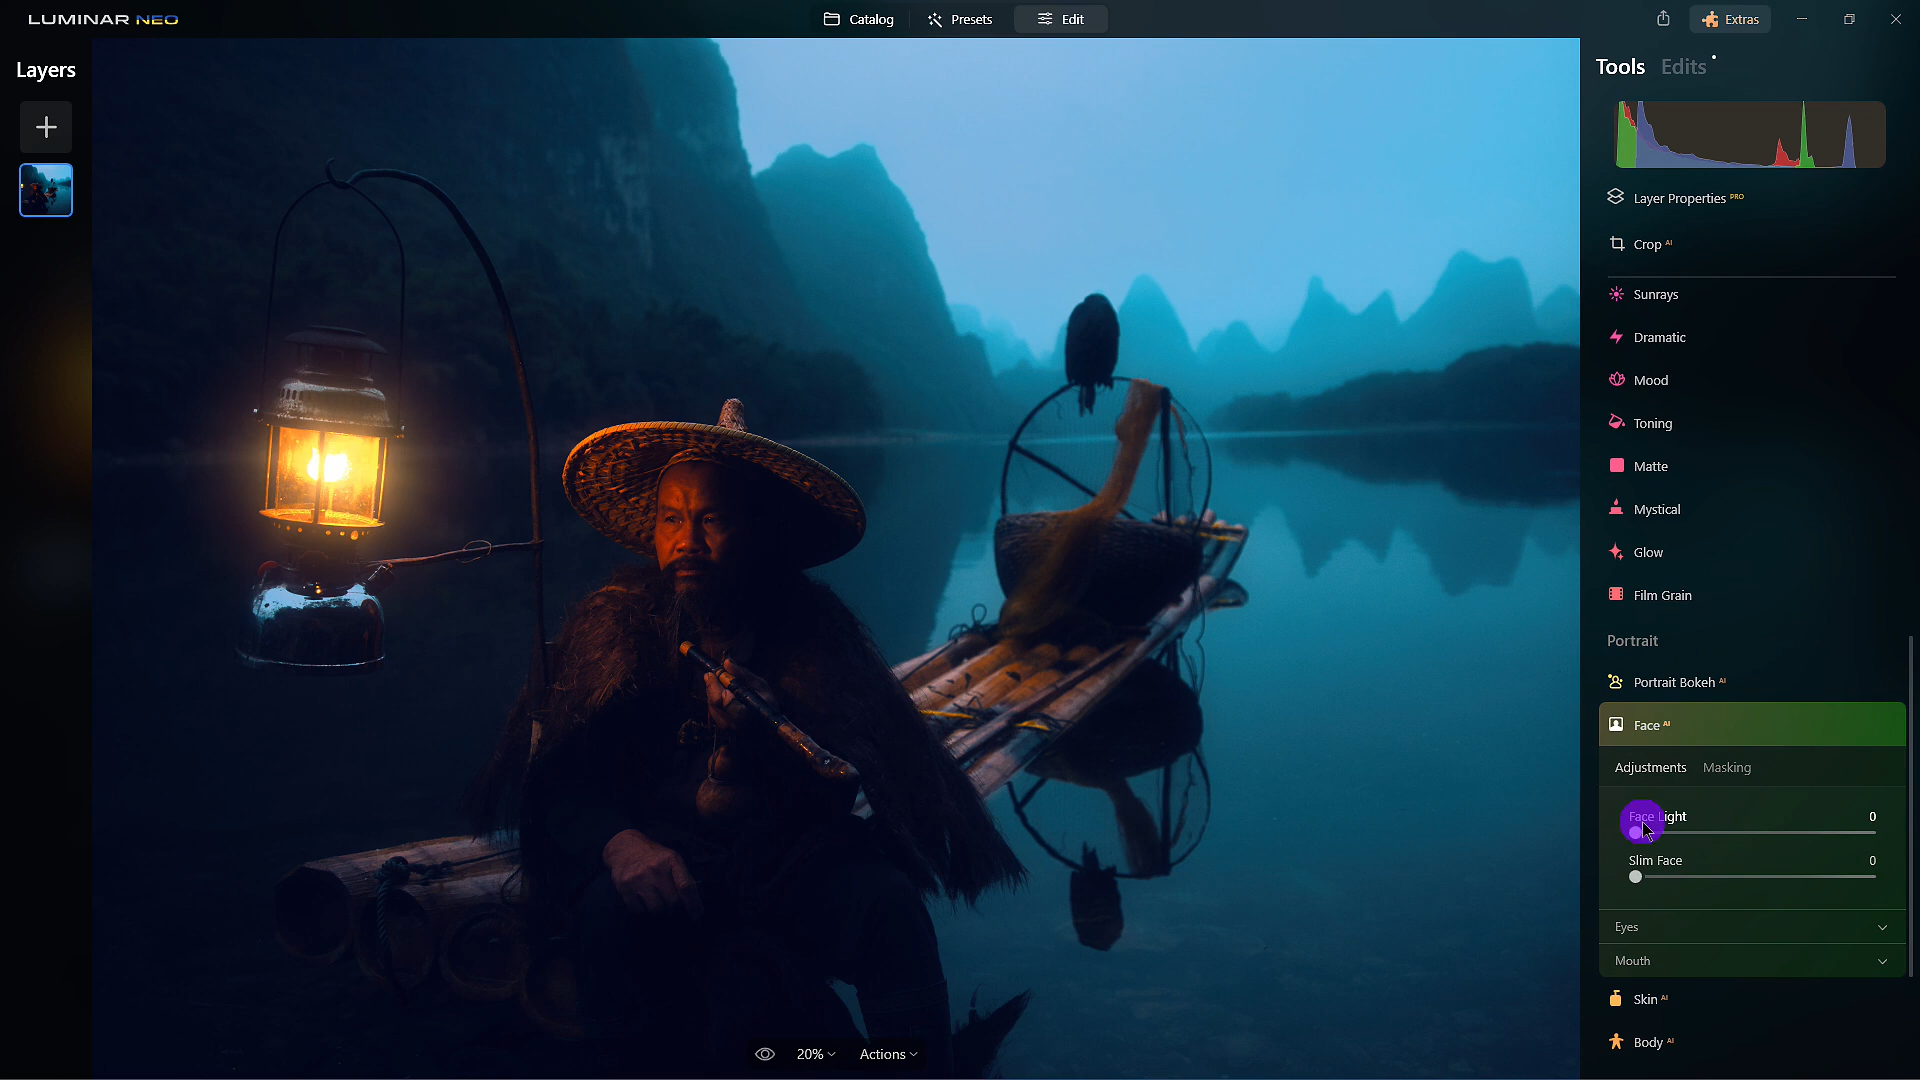 LUMINAR NEO
Catalog
Presets
Edit
Extras
Layers
Tools Edits
Layer Properties PRO
Crop AI
Sunrays
Dramatic
Mood
Toning
Matte
Mystical
Glow
Film Grain
Portrait
Portrait Bokeh AI
Face AI
Adjustments Masking
Face Light 0
Slim Face 0
Eyes
Mouth
Skin AI
Body AI
20% Actions